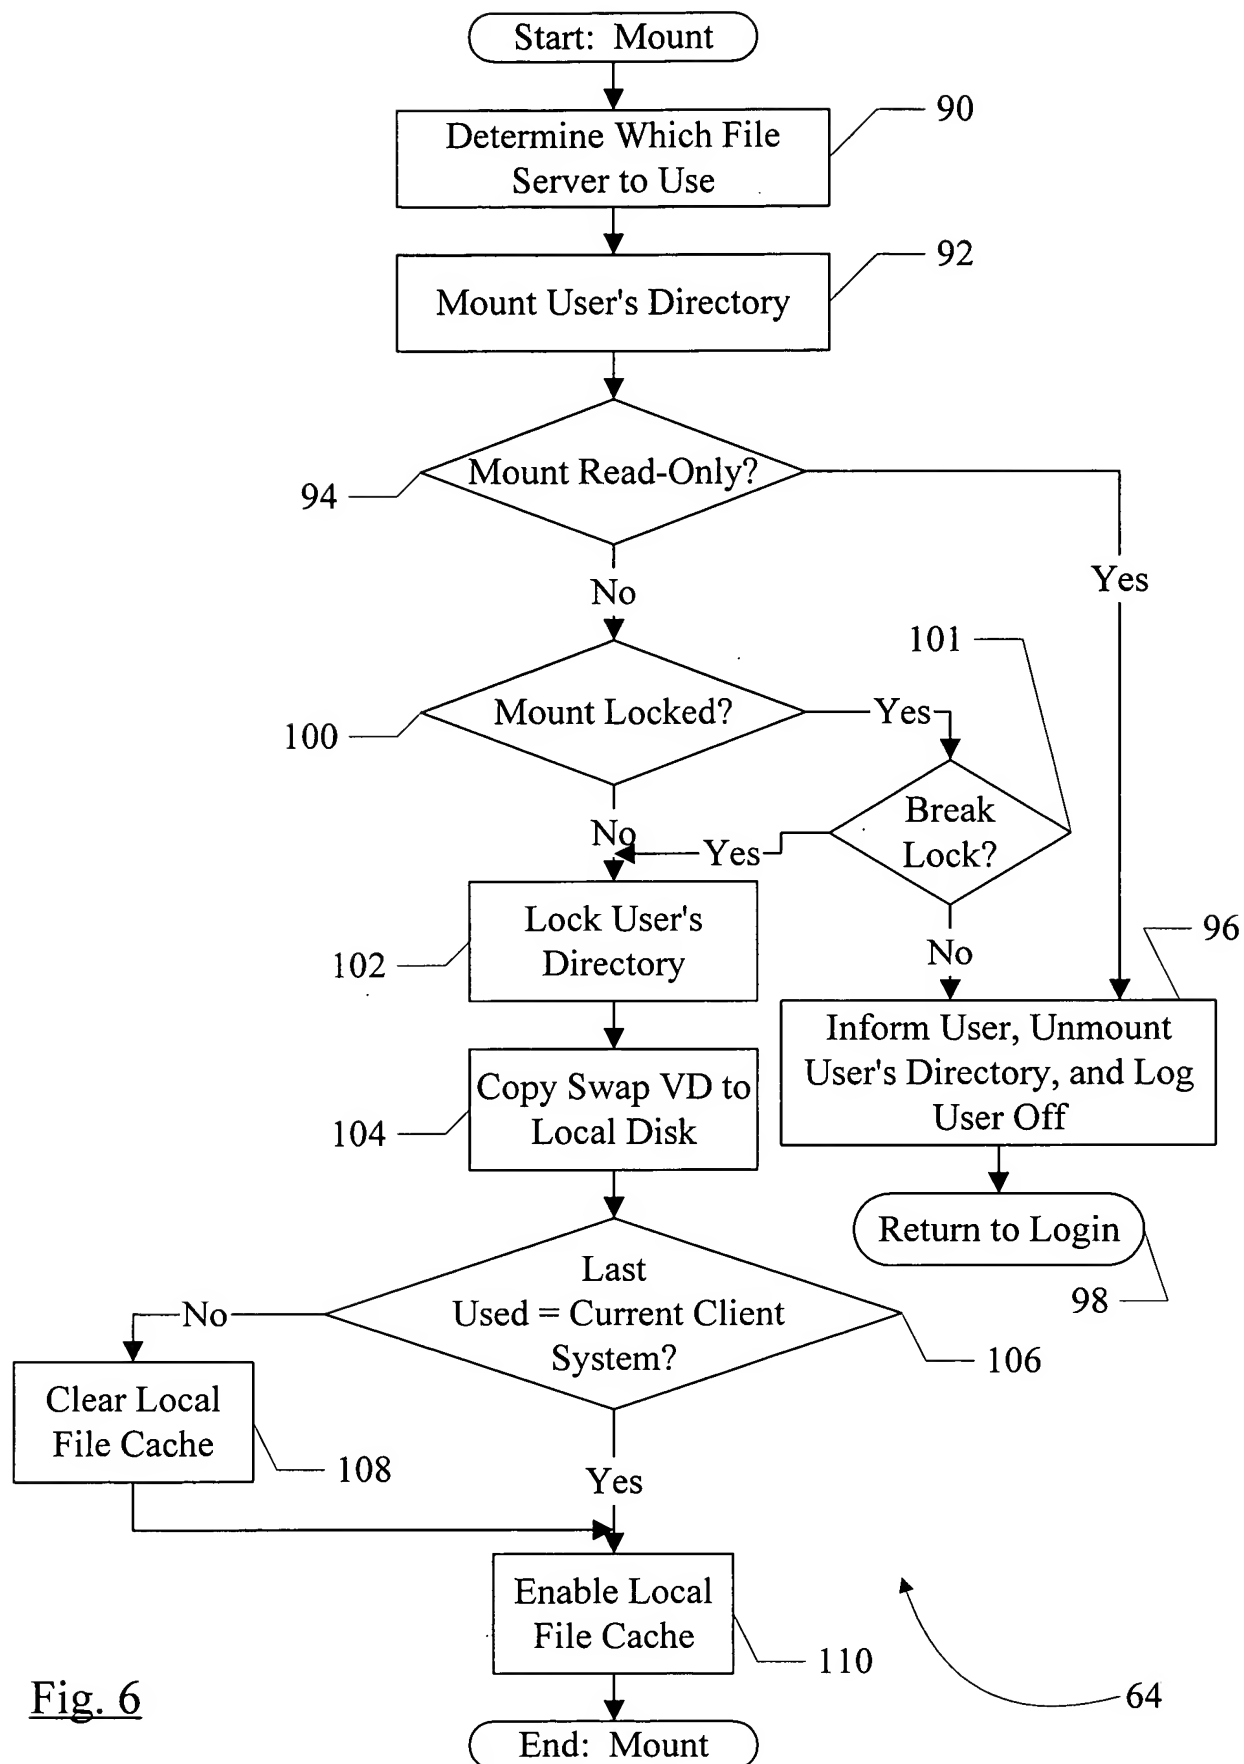 Start: Mount
90
Determine Which File
Server to Use
92
Mount User's Directory
Mount Read-Only?
94
Yes
No
101
Mount Locked?
Yes
100
Break
Lock?
No
Yes
Lock User's
Directory
102
No
96
Inform User, Unmount
User's Directory, and Log
User Off
Copy Swap VD to
Local Disk
104
Return to Login
98
Last
Used = Current Client
System?
No
106
Clear Local
File Cache
108
Yes
Enable Local
File Cache
110
64
Fig. 6
End: Mount